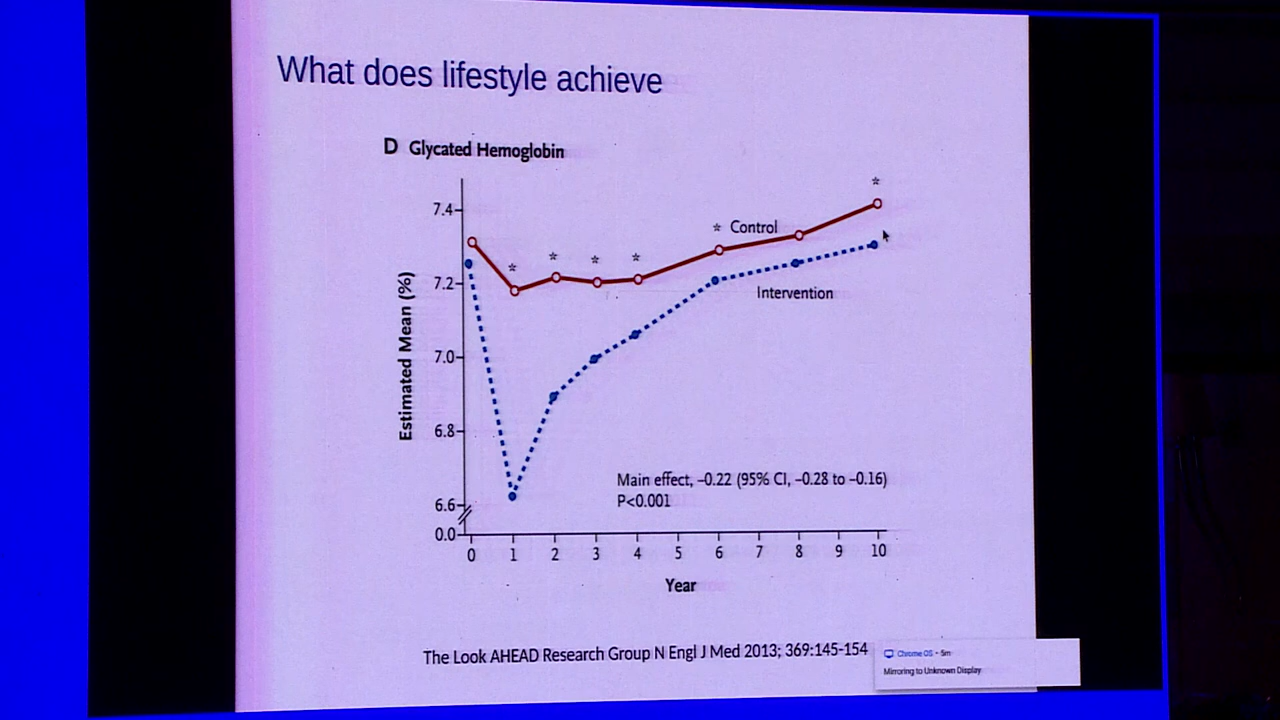 What does lifestyle achieve
D Glycated Hemoglobin
7.4
7.2
7.0
6.8
6.6
0.0
Estimated Mean (%)
* Control
Intervention
*
*
*
*
*
Main effect, –0.22 (95% CI, –0.28 to –0.16)
P<0.001
0 1 2 3 4 5 6 7 8 9 10
Year
The Look AHEAD Research Group N Engl J Med 2013; 369:145-154
Chrome OS • 5m
Mirroring to Unknown Display